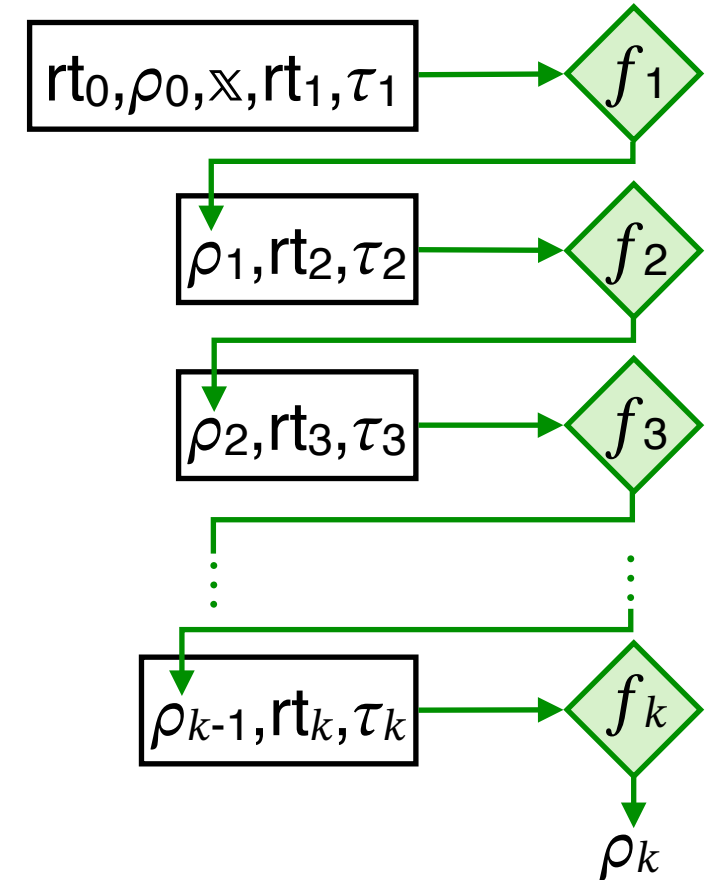 rt₀,ρ₀,𝕩,rt₁,τ₁ f₁
ρ₁,rt₂,τ₂ f₂
ρ₂,rt₃,τ₃ f₃
ρₖ₋₁,rtₖ,τₖ fₖ
ρₖ